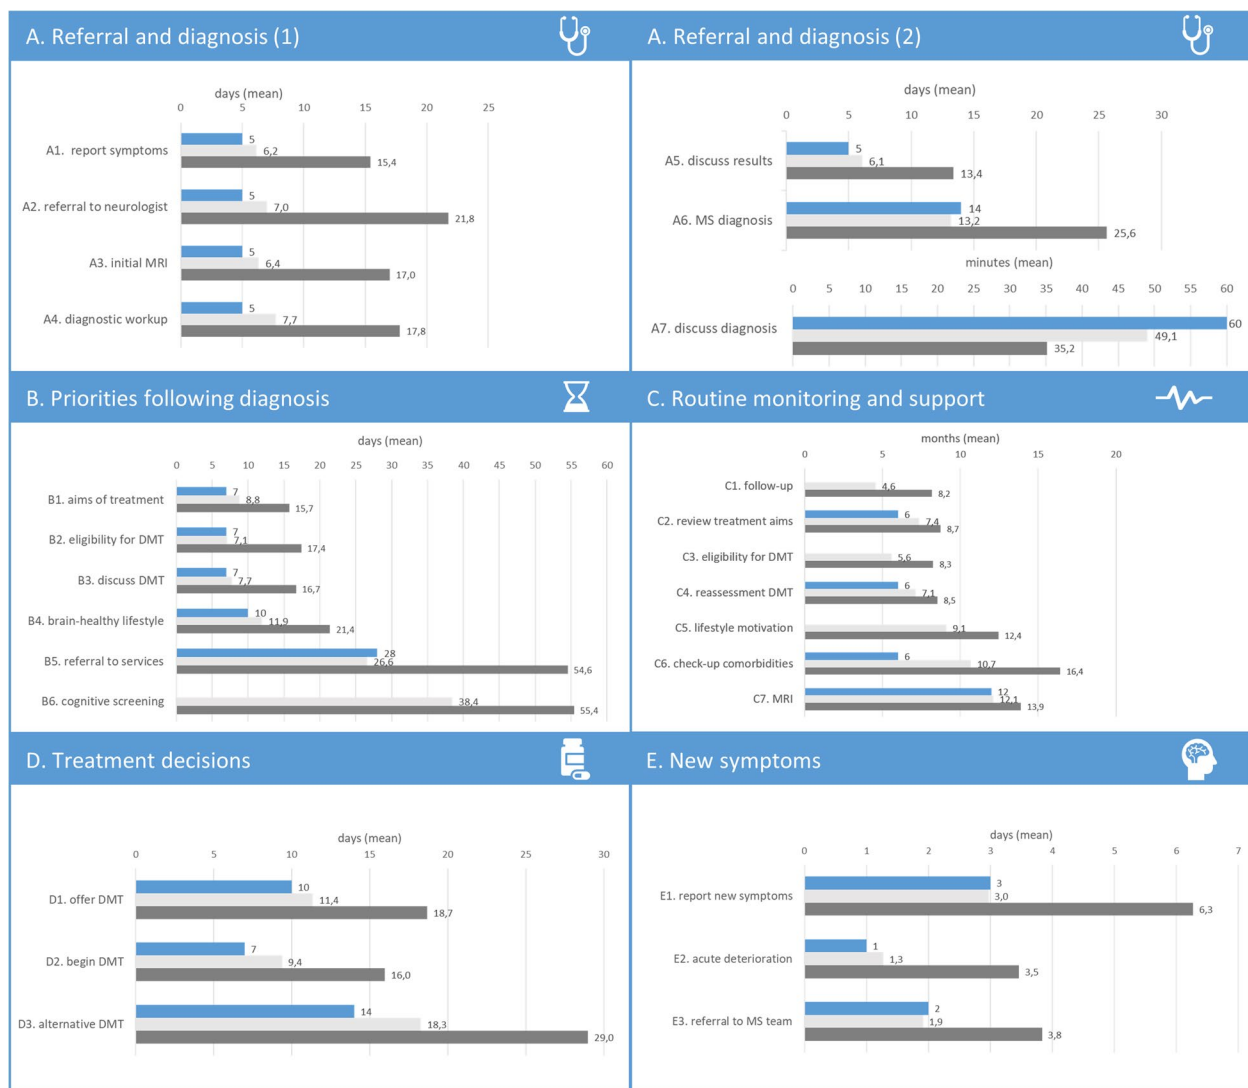 A. Referral and diagnosis (1)
days (mean)
0 5 10 15 20 25
A1. report symptoms
5
6,2
15,4
A2. referral to neurologist
5
7,0
21,8
A3. initial MRI
5
6,4
17,0
A4. diagnostic workup
5
7,7
17,8
A. Referral and diagnosis (2)
days (mean)
0 5 10 15 20 25 30
A5. discuss results
5
6,1
13,4
A6. MS diagnosis
14
13,2
25,6
minutes (mean)
0 5 10 15 20 25 30 35 40 45 50 55 60
A7. discuss diagnosis
60
49,1
35,2
B. Priorities following diagnosis
days (mean)
0 5 10 15 20 25 30 35 40 45 50 55 60
B1. aims of treatment
7
8,8
15,7
B2. eligibility for DMT
7
7,1
17,4
B3. discuss DMT
7
7,7
16,7
B4. brain-healthy lifestyle
10
11,9
21,4
B5. referral to services
28
26,6
54,6
B6. cognitive screening
38,4
55,4
C. Routine monitoring and support
months (mean)
0 5 10 15 20
C1. follow-up
4,6
8,2
C2. review treatment aims
6
7,4
8,7
C3. eligibility for DMT
5,6
8,3
C4. reassessment DMT
6
7,1
8,5
C5. lifestyle motivation
9,1
12,4
C6. check-up comorbidities
6
10,7
16,4
C7. MRI
12
12,1
13,9
D. Treatment decisions
days (mean)
0 5 10 15 20 25 30
D1. offer DMT
10
11,4
18,7
D2. begin DMT
7
9,4
16,0
D3. alternative DMT
14
18,3
29,0
E. New symptoms
days (mean)
0 1 2 3 4 5 6 7
E1. report new symptoms
3
3,0
6,3
E2. acute deterioration
1
1,3
3,5
E3. referral to MS team
2
1,9
3,8